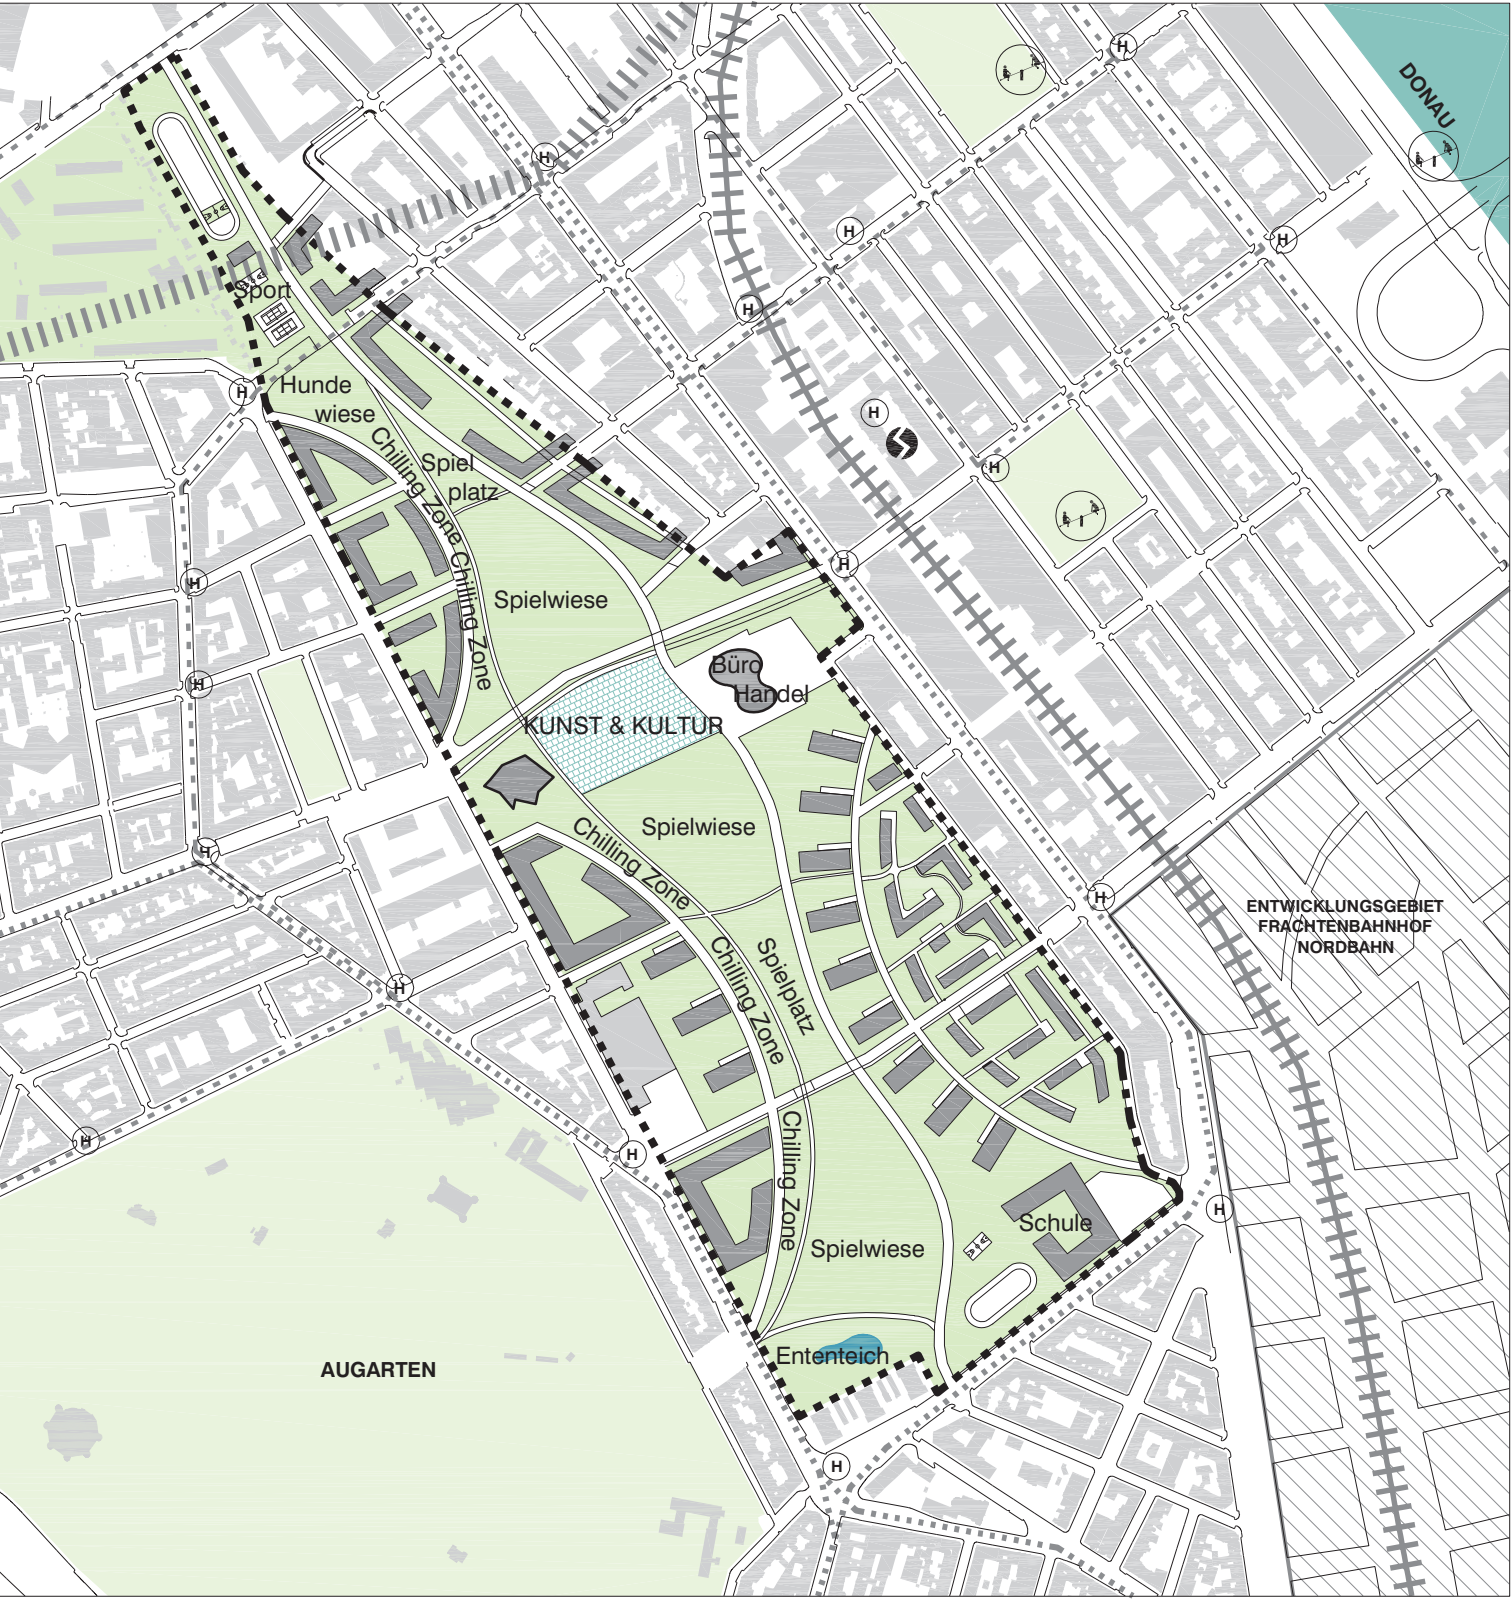 DONAU
H
H
H
H
H
Sport
H
Hunde
wiese
H
H
Chilling Zone
Spiel
platz
H
H
Chilling Zone
Spielwiese
H
Büro
Handel
KUNST & KULTUR
Chilling Zone
Spielwiese
H
H
ENTWICKLUNGSGEBIET
FRACHTENBAHNHOF
NORDBAHN
Chilling Zone
Spielplatz
H
H
H
Chilling Zone
H
Schule
Spielwiese
Ententeich
AUGARTEN
H